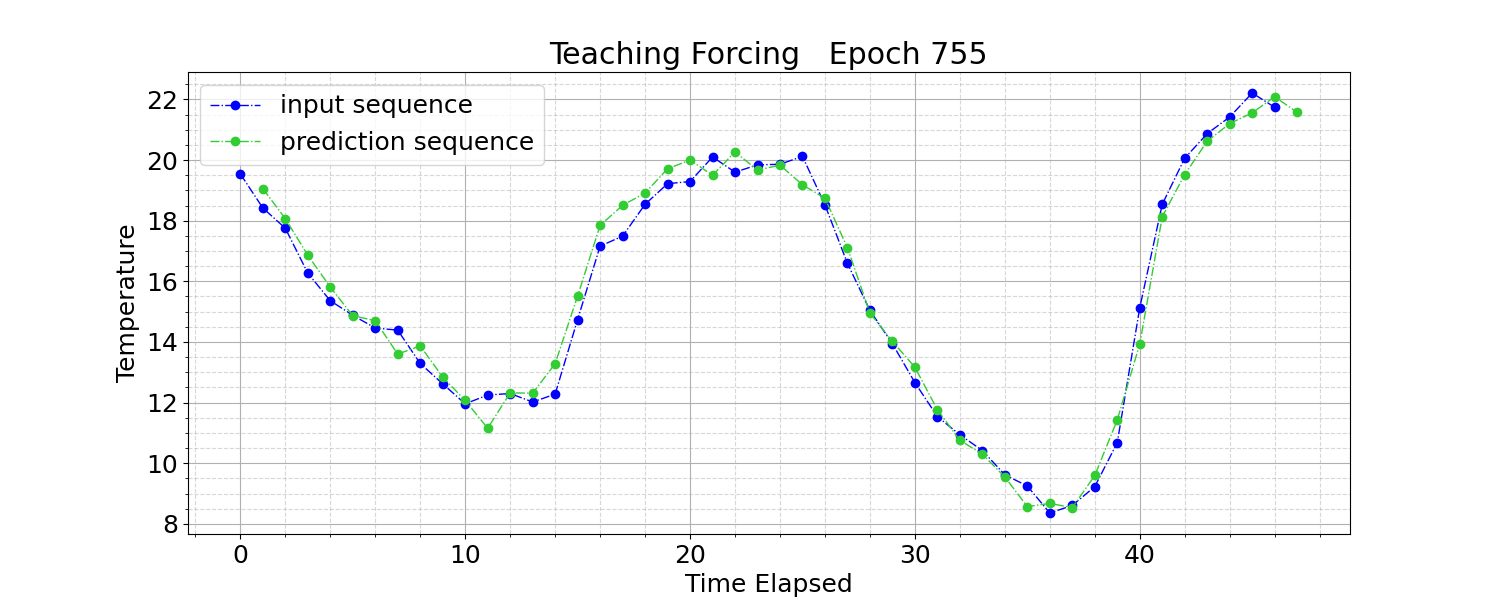 Teaching Forcing   Epoch 755
input sequence
prediction sequence
Temperature
22
20
18
16
14
12
10
8
0 10 20 30 40
Time Elapsed